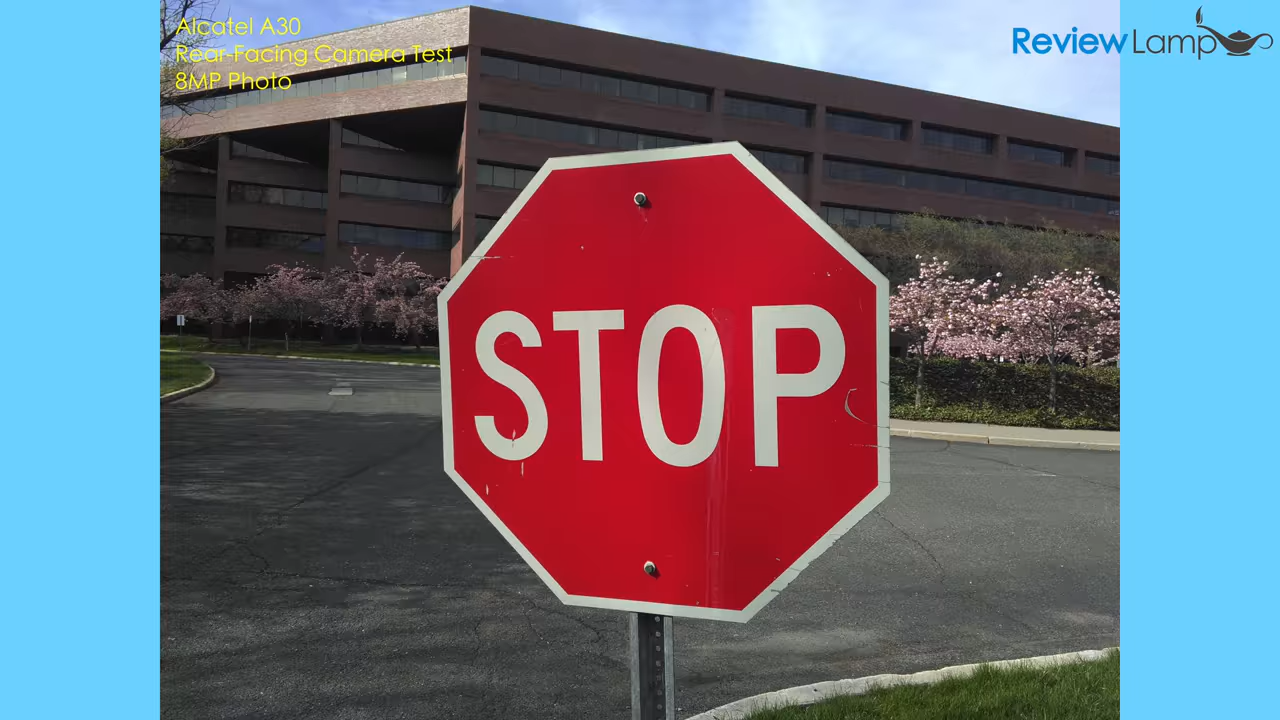 Alcatel A30
Rear-Facing Camera Test
8MP Photo
ReviewLamp
STOP